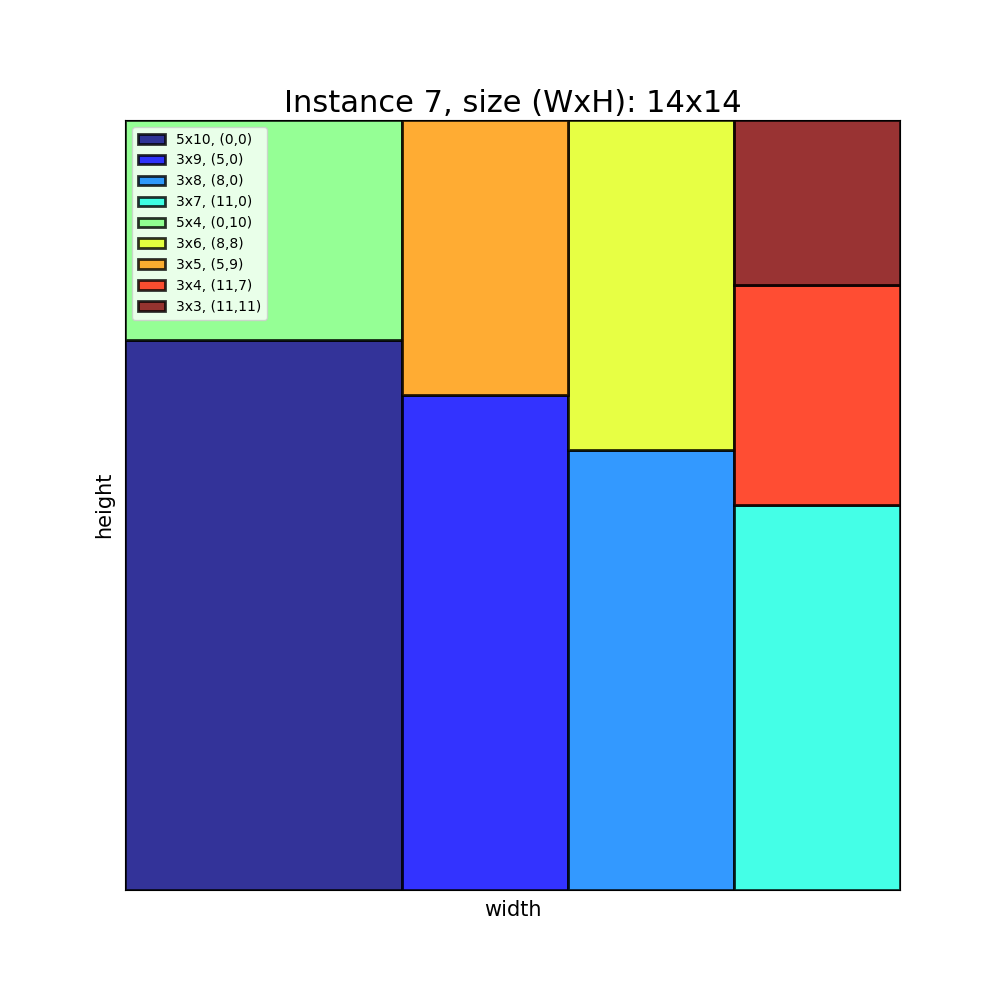 Instance 7, size (WxH): 14x14
5x10, (0,0)
3x9, (5,0)
3x8, (8,0)
3x7, (11,0)
5x4, (0,10)
3x6, (8,8)
3x5, (5,9)
3x4, (11,7)
3x3, (11,11)
height
width